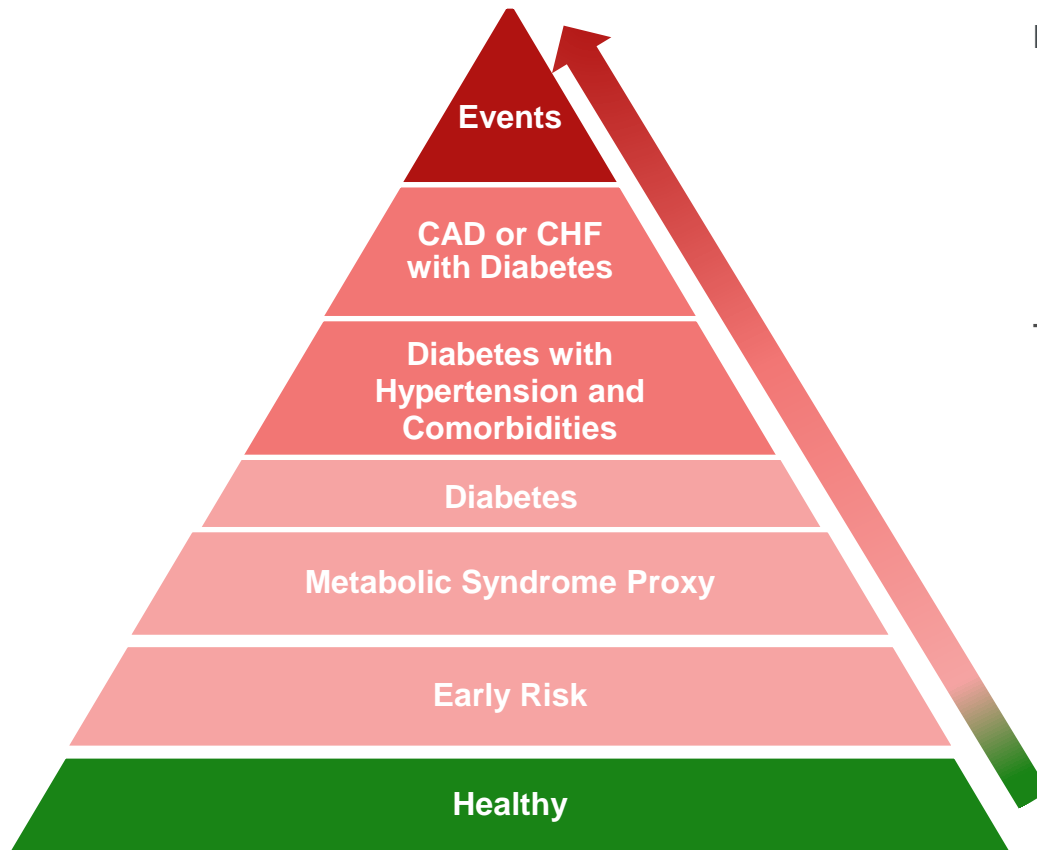 Events
CAD or CHF
with Diabetes
Diabetes with
Hypertension and
Comorbidities
Diabetes
Metabolic Syndrome Proxy
Early Risk
Healthy